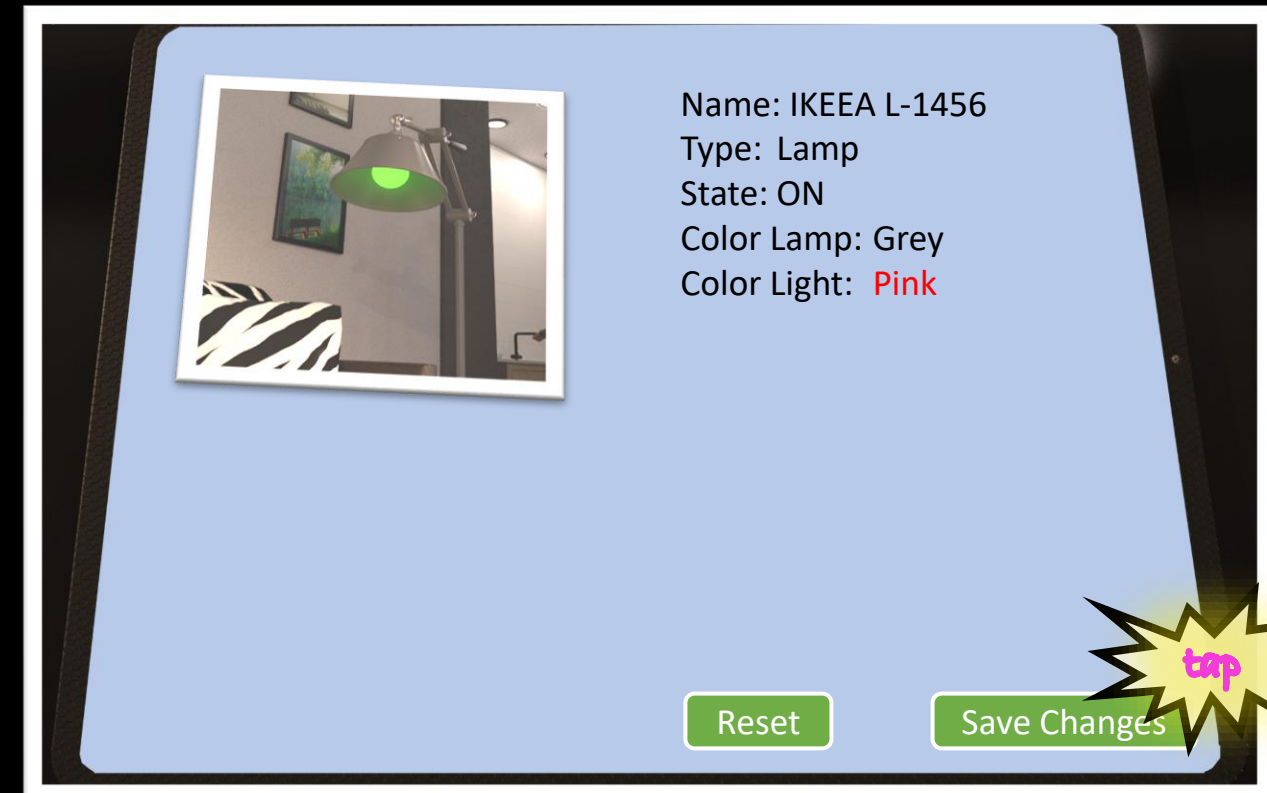 Name: IKEEA L-1456
Type: Lamp
State: ON
Color Lamp: Grey
Color Light: Pink
Reset
Save Changes
tap